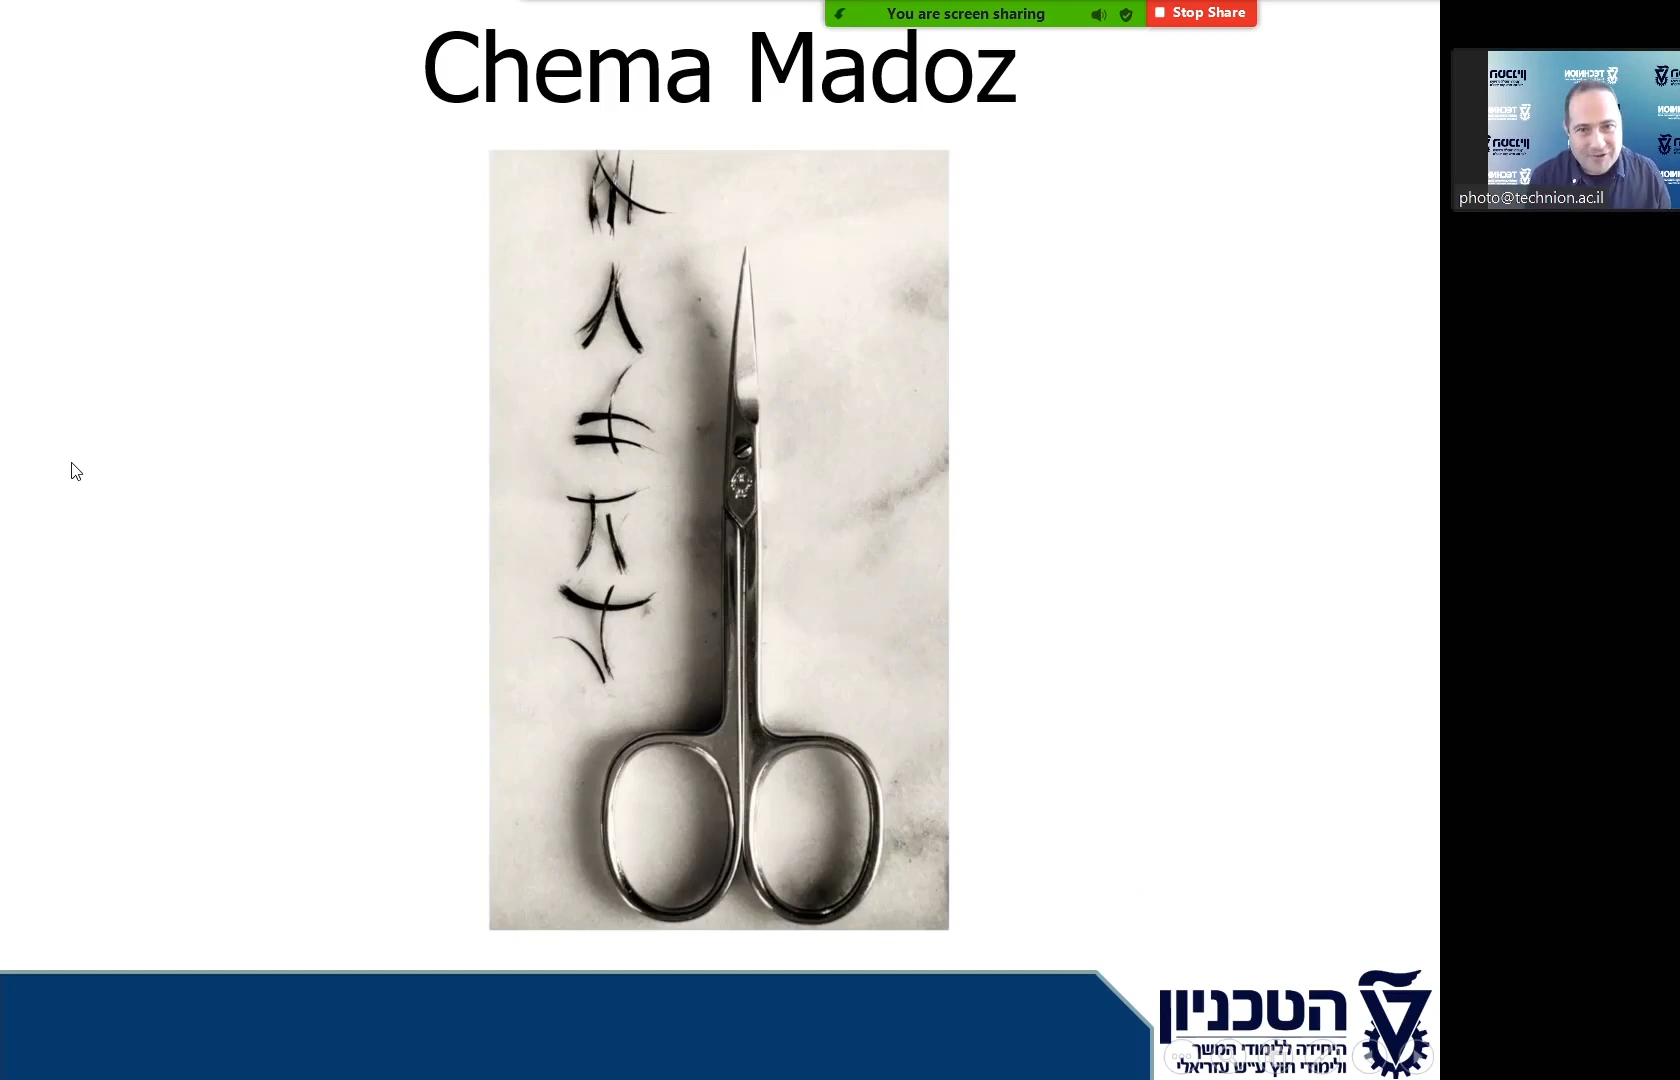 You are screen sharing
Stop Share
Chema Madoz
photo@technion.ac.il
הטכניון
היחידה ללימודי המשך
ולימודי חוץ ע״ש עזריאלי